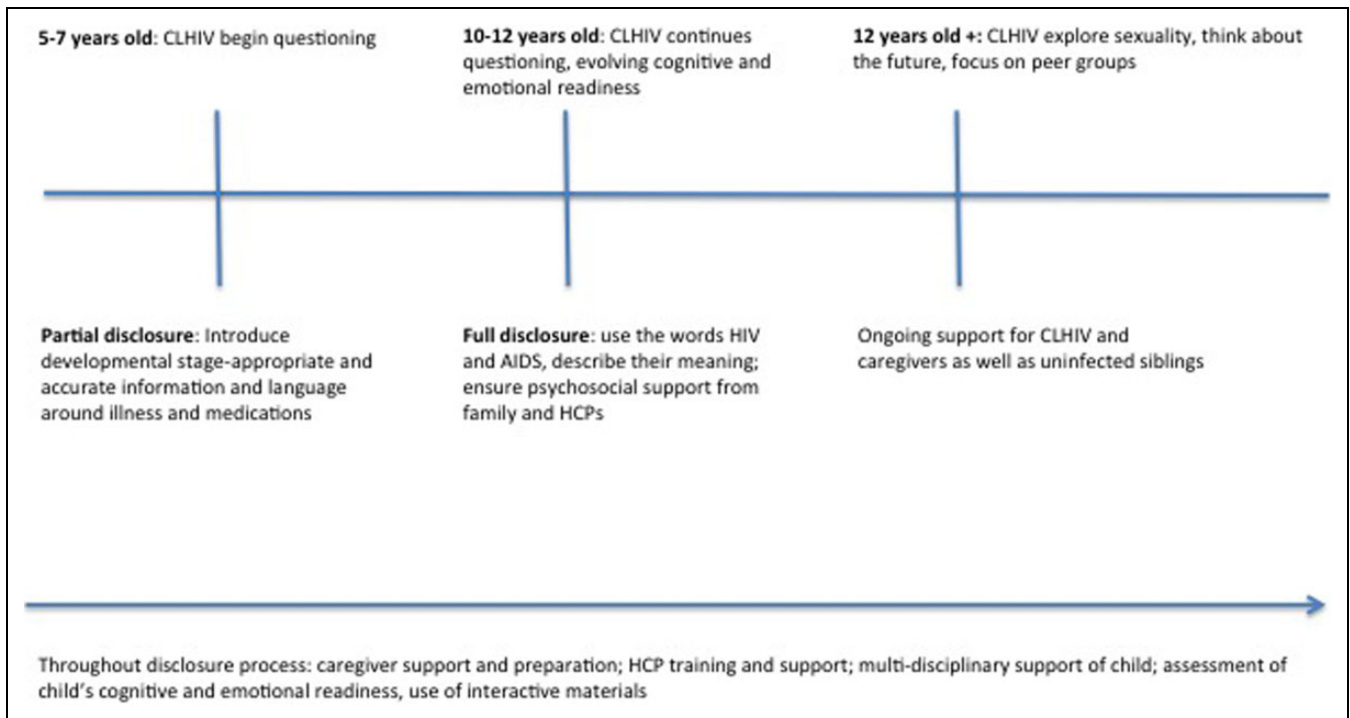 5-7 years old: CLHIV begin questioning
10-12 years old: CLHIV continues
questioning, evolving cognitive and
emotional readiness
12 years old +: CLHIV explore sexuality, think about
the future, focus on peer groups
Partial disclosure: Introduce
developmental stage-appropriate and
accurate information and language
around illness and medications
Full disclosure: use the words HIV
and AIDS, describe their meaning;
ensure psychosocial support from
family and HCPs
Ongoing support for CLHIV and
caregivers as well as uninfected siblings
Throughout disclosure process: caregiver support and preparation; HCP training and support; multi-disciplinary support of child; assessment of
child's cognitive and emotional readiness, use of interactive materials